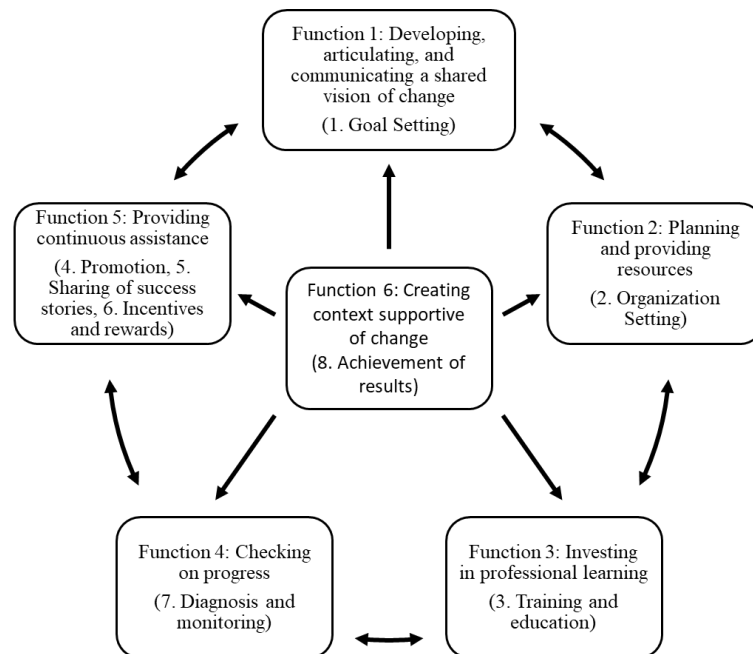 Function 1: Developing,
articulating, and
communicating a shared
vision of change
(1. Goal Setting)
Function 5: Providing
continuous assistance
(4. Promotion, 5.
Sharing of success
stories, 6. Incentives
and rewards)
Function 2: Planning
and providing
resources
(2. Organization
Setting)
Function 6: Creating
context supportive
of change
(8. Achievement of
results)
Function 4: Checking
on progress
(7. Diagnosis and
monitoring)
Function 3: Investing
in professional learning
(3. Training and
education)